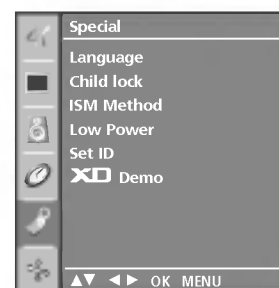 Special
Language
Child lock
ISM Method
Low Power
Set ID
XD Demo
▲▼ ◀▶ OK MENU